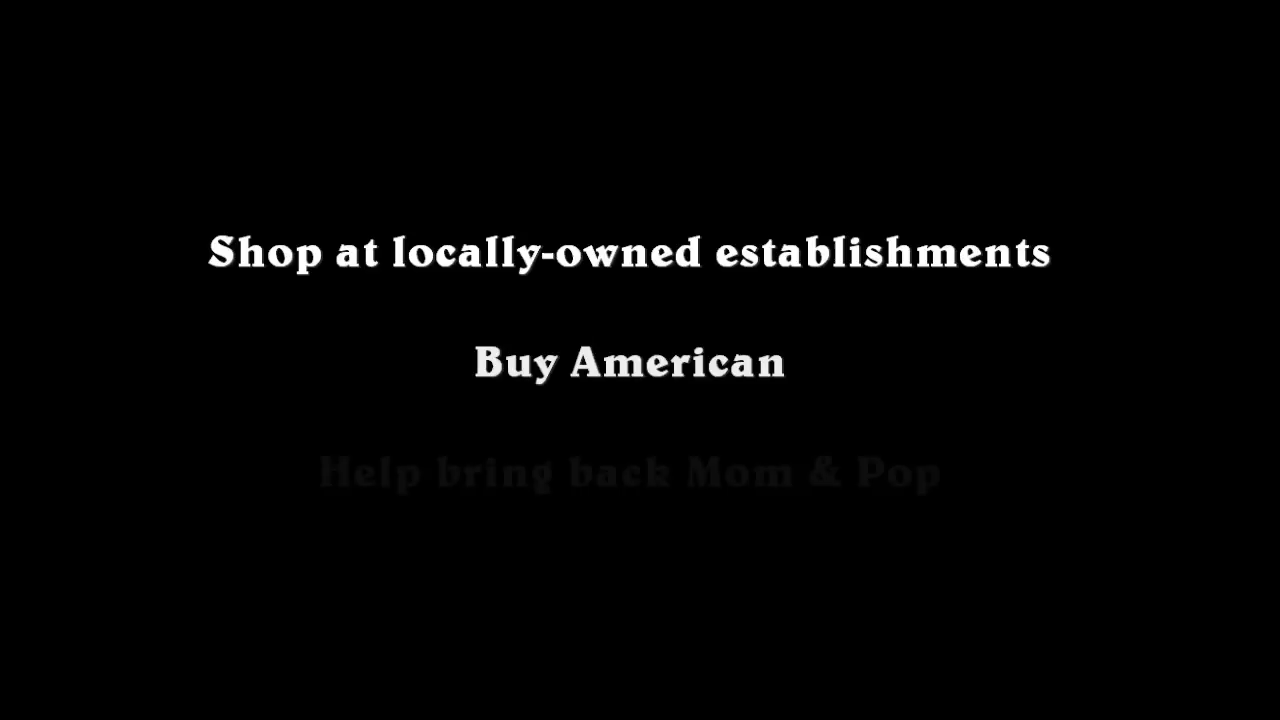 Shop at locally-owned establishments
Buy American
Help bring back Mom & Pop